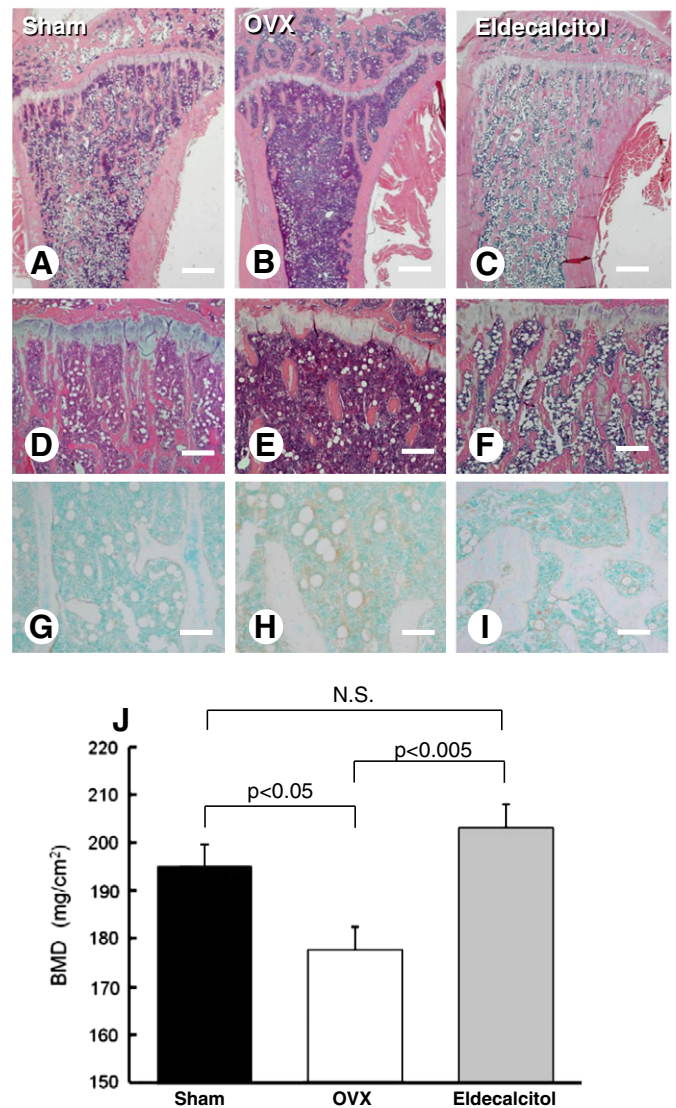 Sham OVX Eldecalcitol
A B C
D E F
G H I
J
N.S.
p<0.005
p<0.05
220
210
200
190
180
170
160
150
BMD (mg/cm²)
Sham OVX Eldecalcitol